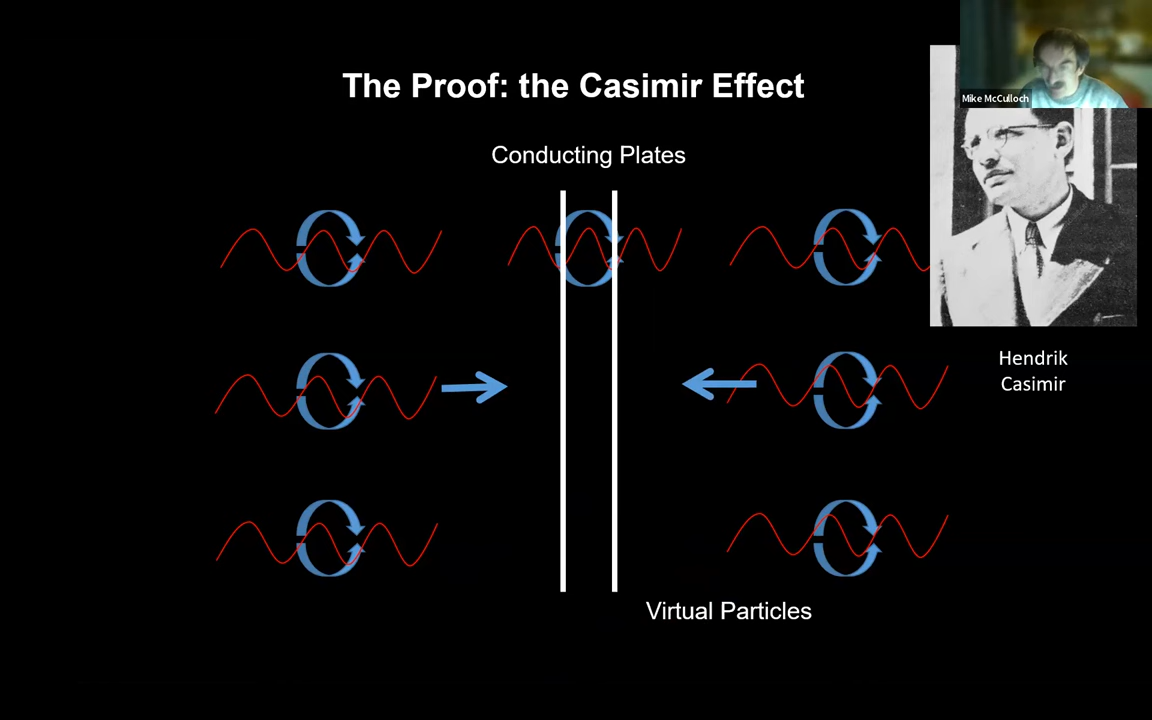 The Proof: the Casimir Effect
Mike McCulloch
Conducting Plates
Hendrik
Casimir
Virtual Particles